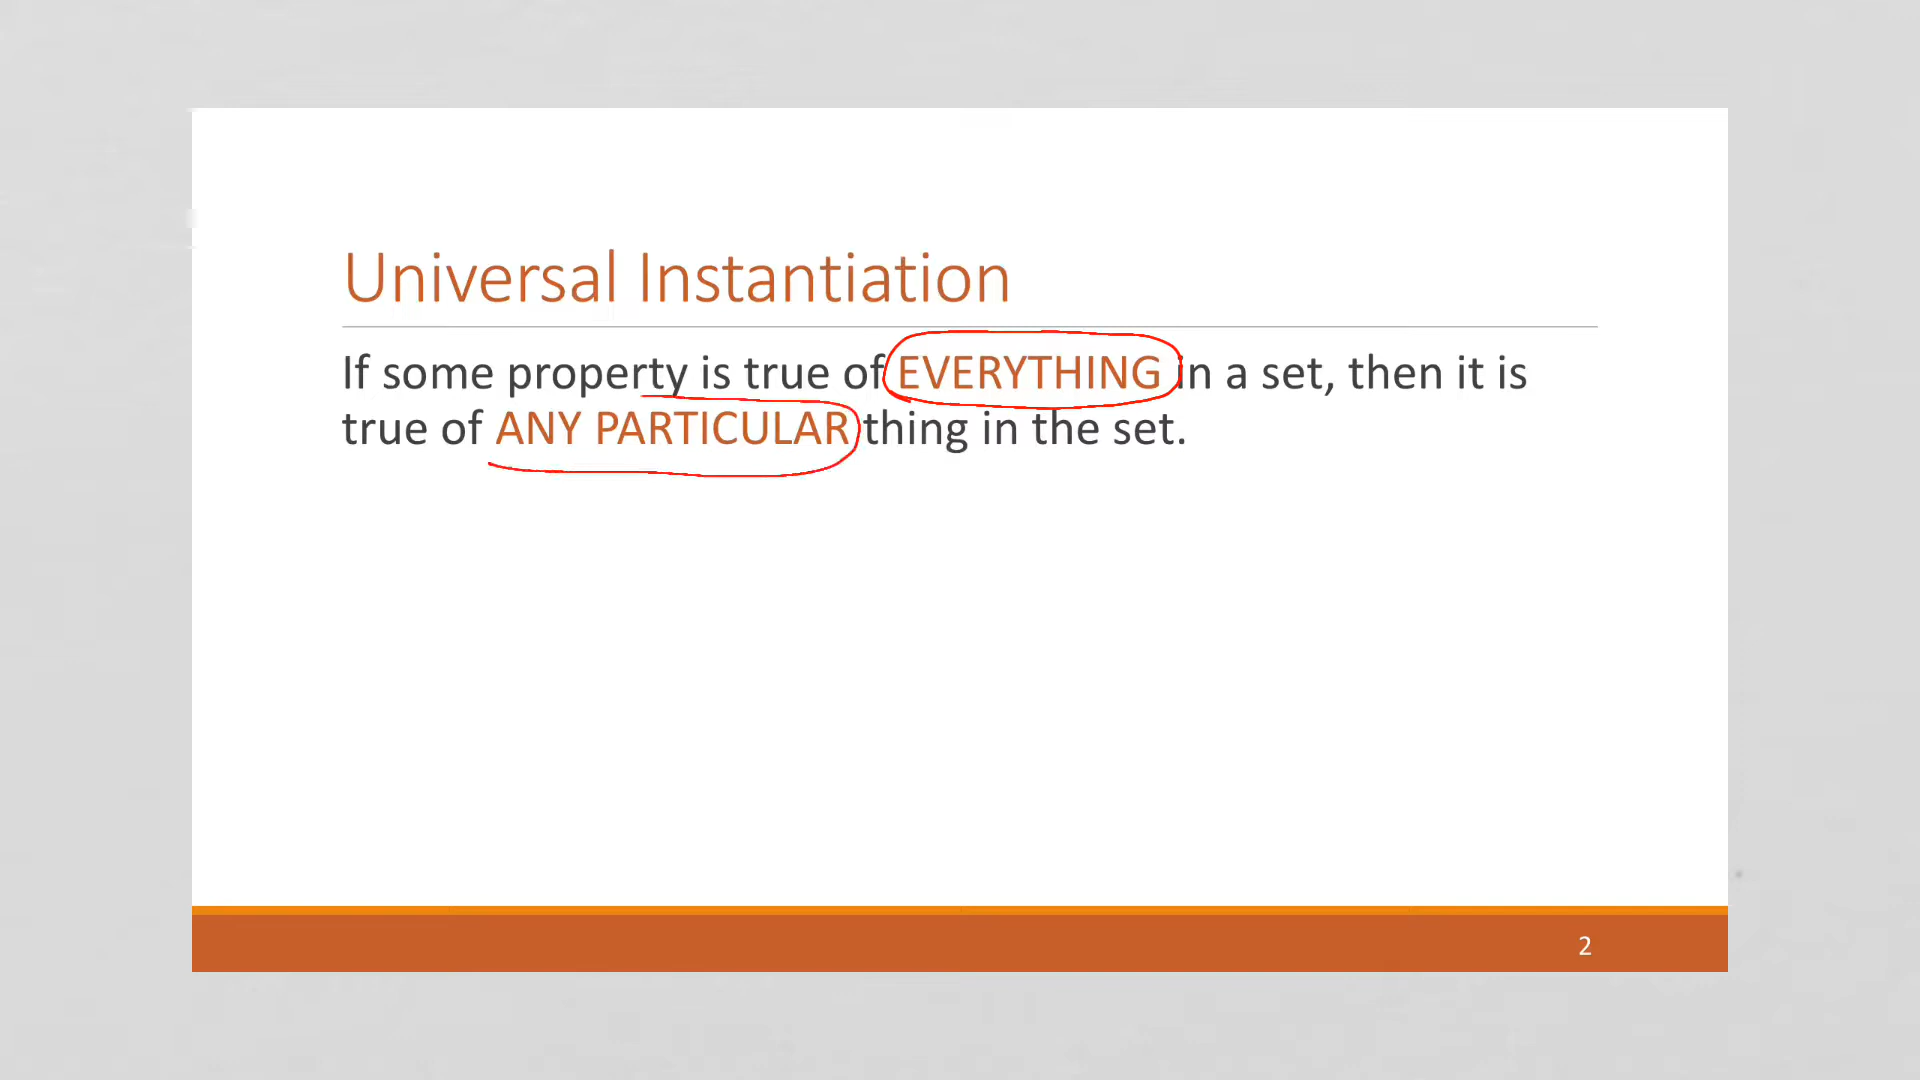 Universal Instantiation
If some property is true of EVERYTHING in a set, then it is
true of ANY PARTICULAR thing in the set.
2